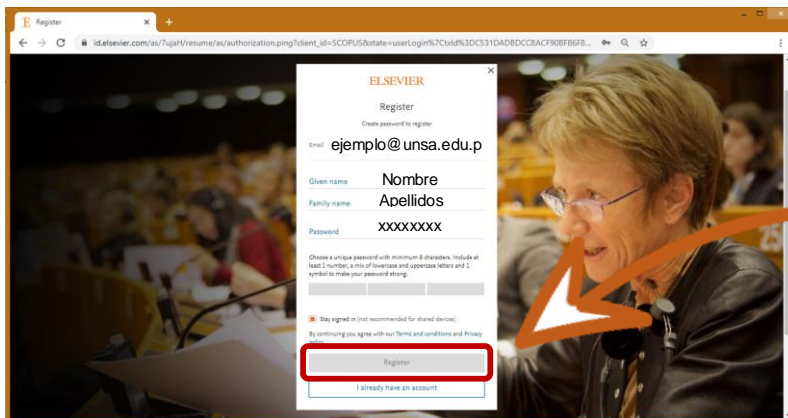 Register
id.elsevier.com/as/7ujaH/resume/as/authorization.ping?client_id=SCOPUS&state=userLogin%7Ctxld%3DC531DADBDCC8ACF908FB6F8...
ELSEVIER
Register
Create password to register
Email ejemplo@unsa.edu.p
Given name Nombre
Family name Apellidos
Password xxxxxxxx
Choose a unique password with minimum 8 characters. Include at
least 1 number, a mix of lowercase and uppercase letters and 1
symbol to make your password strong.
Stay signed in (not recommended for shared devices)
By continuing you agree with our Terms and conditions and Privacy
policy.
Register
I already have an account
25